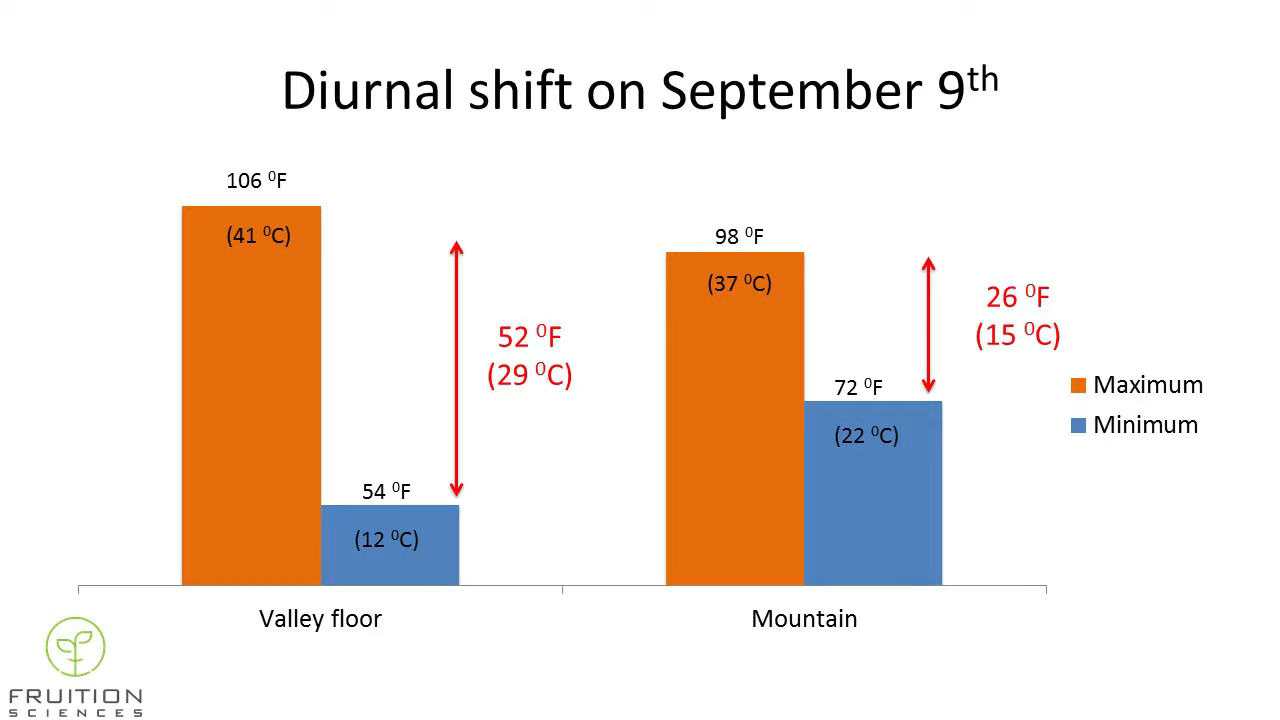 Diurnal shift on September 9th
106 ⁰F
(41 ⁰C)
98 ⁰F
(37 ⁰C)
52 ⁰F
(29 ⁰C)
26 ⁰F
(15 ⁰C)
54 ⁰F
(12 ⁰C)
72 ⁰F
(22 ⁰C)
Maximum
Minimum
Valley floor
Mountain
FRUITION
SCIENCES